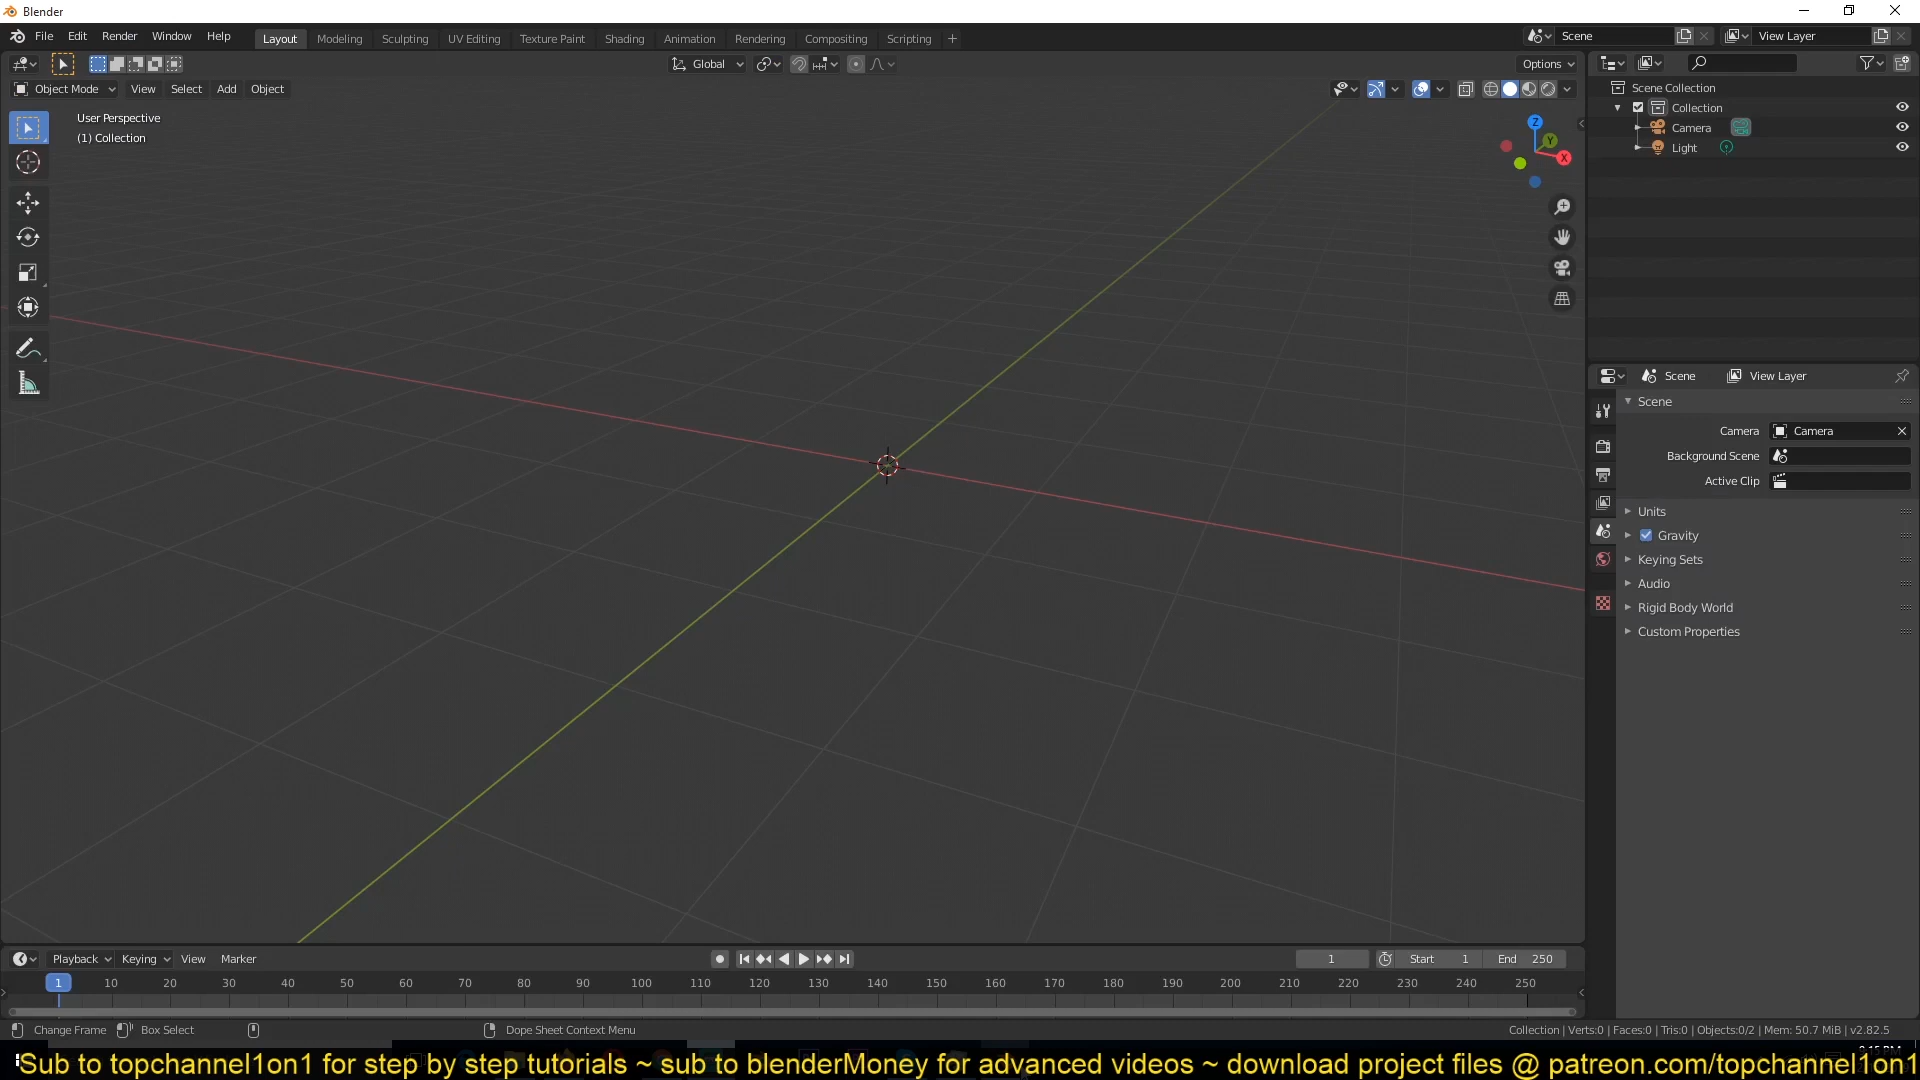 Blender
File Edit Render Window Help Layout Modeling Sculpting UV Editing Texture Paint Shading Animation Rendering Compositing Scripting + Scene View Layer
Global Options
Object Mode View Select Add Object
User Perspective
(1) Collection
Z
Y
X
Scene Collection
Collection
Camera
Light
Scene View Layer
Scene
Camera Camera
Background Scene
Active Clip
Units
Gravity
Keying Sets
Audio
Rigid Body World
Custom Properties
Playback Keying View Marker 1 Start 1 End 250
1 10 20 30 40 50 60 70 80 90 100 110 120 130 140 150 160 170 180 190 200 210 220 230 240 250
Change Frame Box Select Dope Sheet Context Menu Collection | Verts:0 | Faces:0 | Tris:0 | Objects:0/2 | Mem: 50.7 MiB | v2.82.5
Sub to topchannel1on1 for step by step tutorials ~ sub to blenderMoney for advanced videos ~ download project files @ patreon.com/topchannel1on1